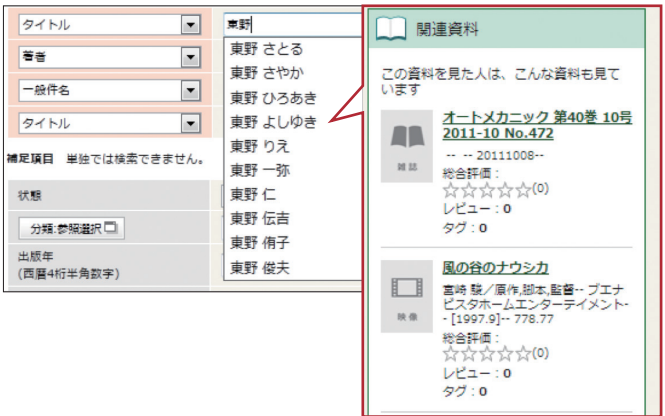 タイトル
東野
著者
一般件名
タイトル
補足項目 単独では検索できません。
状態
分類:参照選択
出版年
(西暦4桁半角数字)
東野 さとる
東野 さやか
東野 ひろあき
東野 よしゆき
東野 りえ
東野 一弥
東野 仁
東野 伝吉
東野 侑子
東野 俊夫
関連資料
この資料を見た人は、こんな資料も見て
います
雑誌
オートメカニック 第40巻 10号
2011-10 No.472
-- -- 20111008--
総合評価：
☆☆☆☆☆(0)
レビュー：0
タグ：0
映像
風の谷のナウシカ
宮崎 駿／原作,脚本,監督-- ブエナ
ビスタホームエンターテイメント-
- [1997.9]-- 778.77
総合評価：
☆☆☆☆☆(0)
レビュー：0
タグ：0